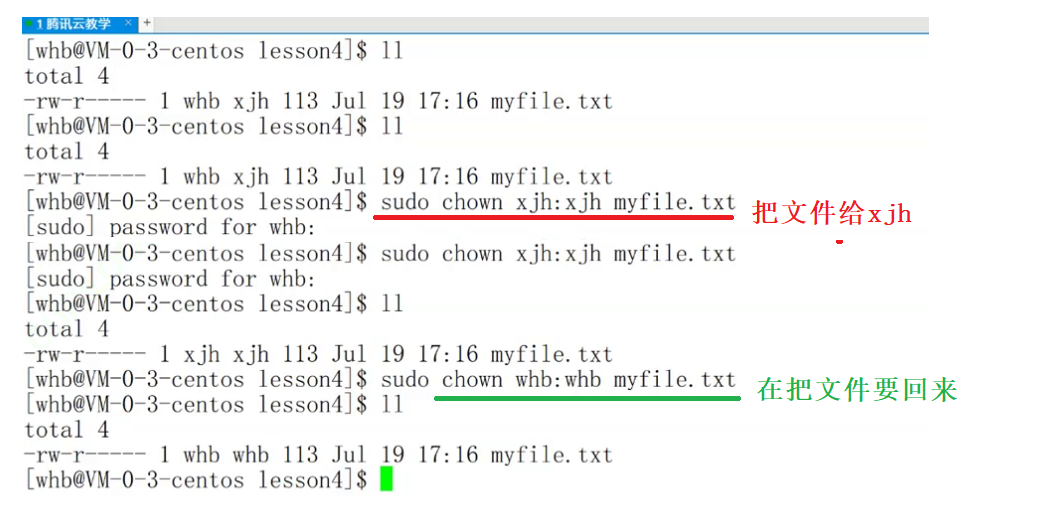 1 腾讯云教学 × +
[whb@VM-0-3-centos lesson4]$ ll
total 4
-rw-r----- 1 whb xjh 113 Jul 19 17:16 myfile.txt
[whb@VM-0-3-centos lesson4]$ ll
total 4
-rw-r----- 1 whb xjh 113 Jul 19 17:16 myfile.txt
[whb@VM-0-3-centos lesson4]$ sudo chown xjh:xjh myfile.txt 把文件给xjh
[sudo] password for whb:
[whb@VM-0-3-centos lesson4]$ sudo chown xjh:xjh myfile.txt
[sudo] password for whb:
[whb@VM-0-3-centos lesson4]$ ll
total 4
-rw-r----- 1 xjh xjh 113 Jul 19 17:16 myfile.txt
[whb@VM-0-3-centos lesson4]$ sudo chown whb:whb myfile.txt 在把文件要回来
[whb@VM-0-3-centos lesson4]$ ll
total 4
-rw-r----- 1 whb whb 113 Jul 19 17:16 myfile.txt
[whb@VM-0-3-centos lesson4]$